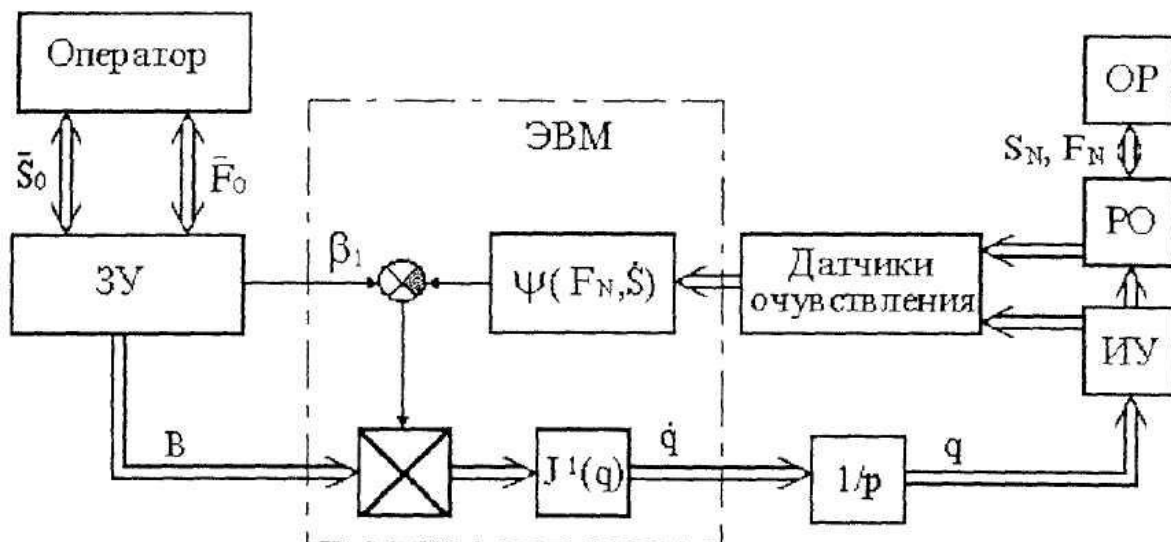 Оператор
ОР
ЭВМ
S̄₀
F̄₀
S_N, F_N
РО
ЗУ
β₁
Ψ( F_N,Ṡ)
Датчики
очувствления
ИУ
B
J⁻¹(q)
q̇
1/p
q